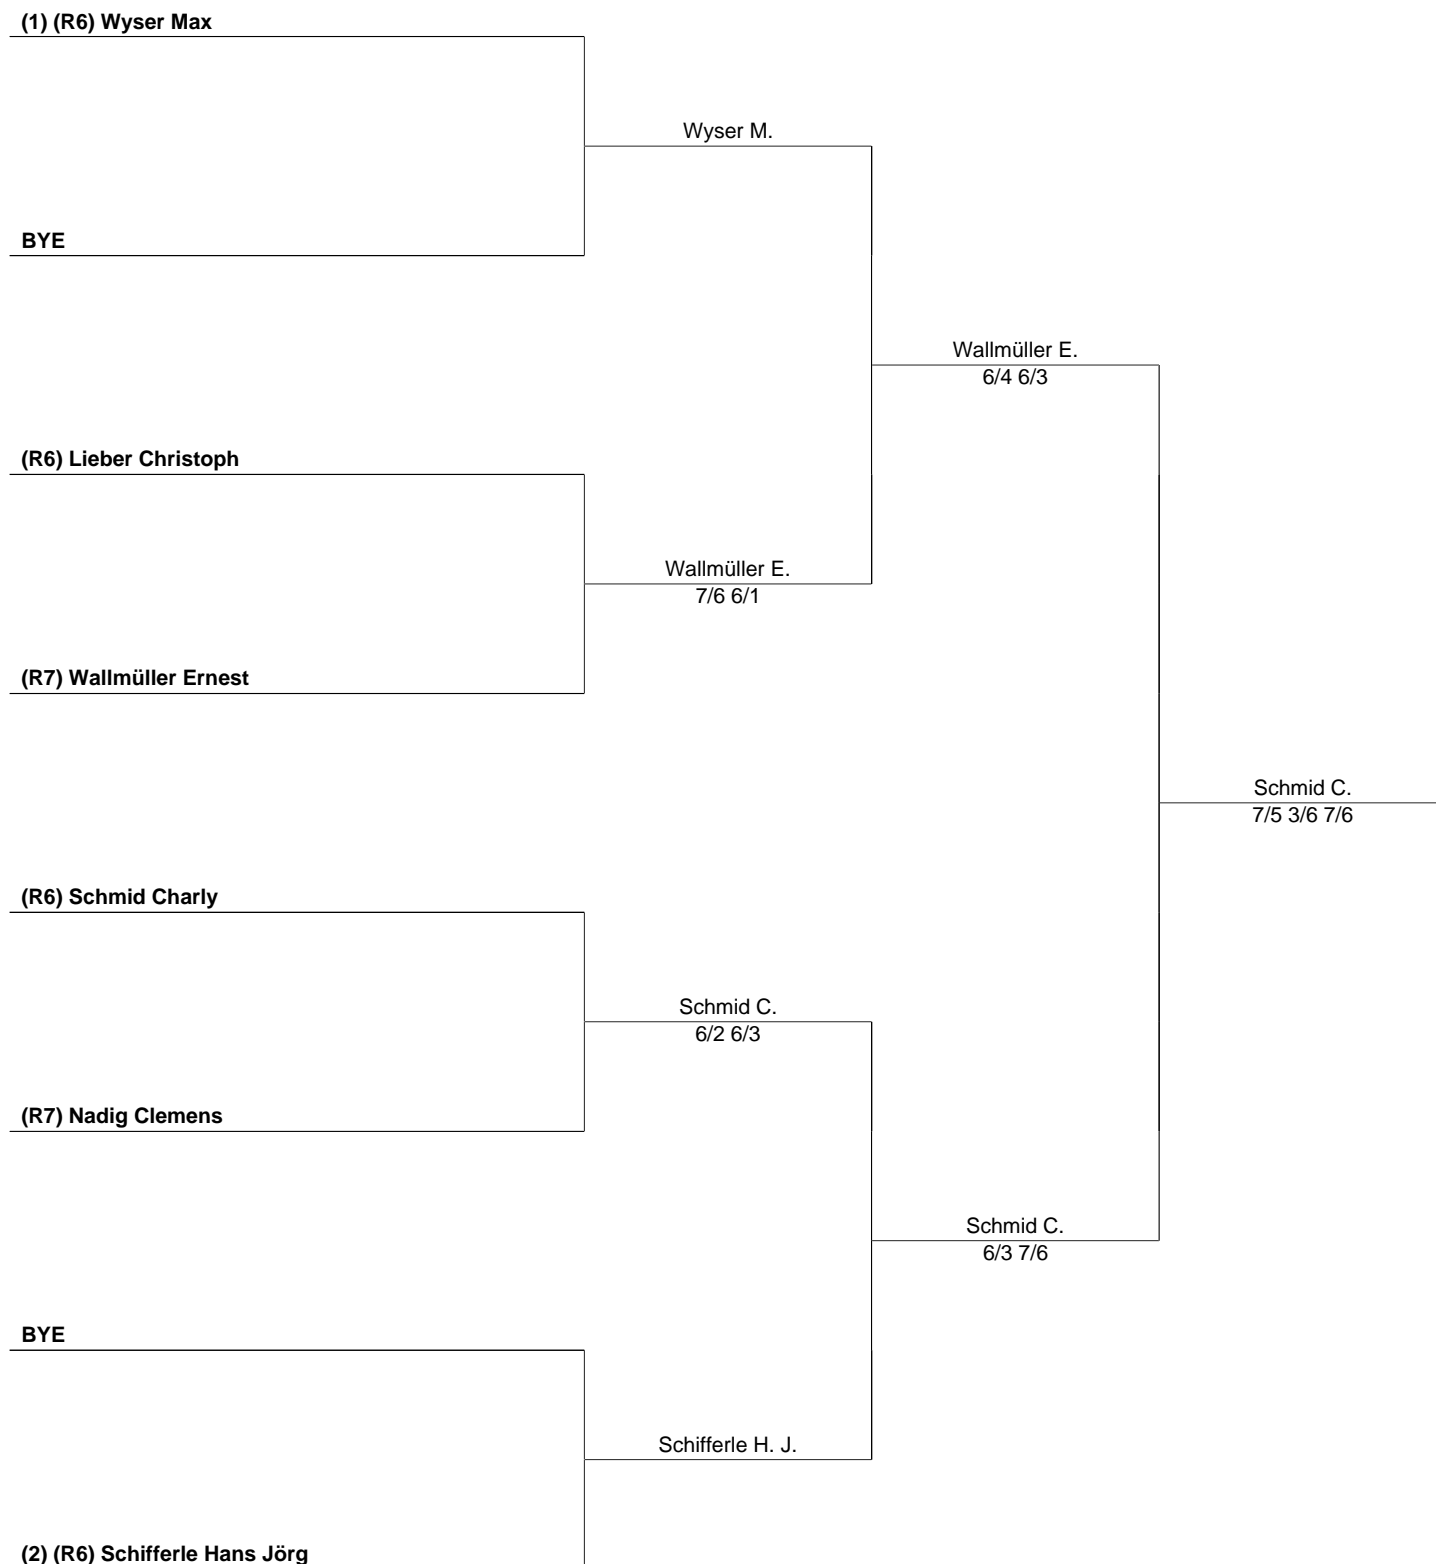 (1) (R6) Wyser Max
Wyser M.
BYE
Wallmüller E.
6/4 6/3
(R6) Lieber Christoph
Wallmüller E.
7/6 6/1
(R7) Wallmüller Ernest
Schmid C.
7/5 3/6 7/6
(R6) Schmid Charly
Schmid C.
6/2 6/3
(R7) Nadig Clemens
Schmid C.
6/3 7/6
BYE
Schifferle H. J.
(2) (R6) Schifferle Hans Jörg